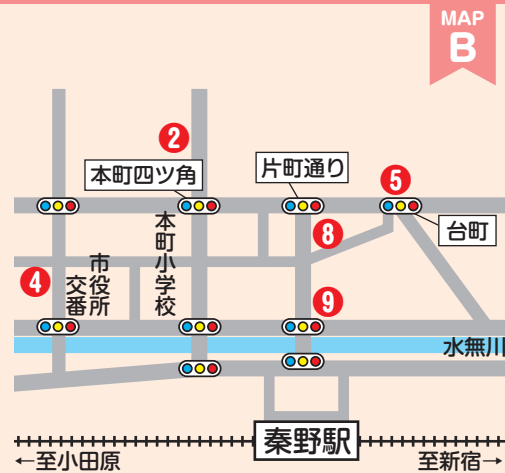 MAP
B
2
本町四ツ角
片町通り
5
台町
8
本町小学校
市役所
交番
4
9
水無川
秦野駅
←至小田原
至新宿→